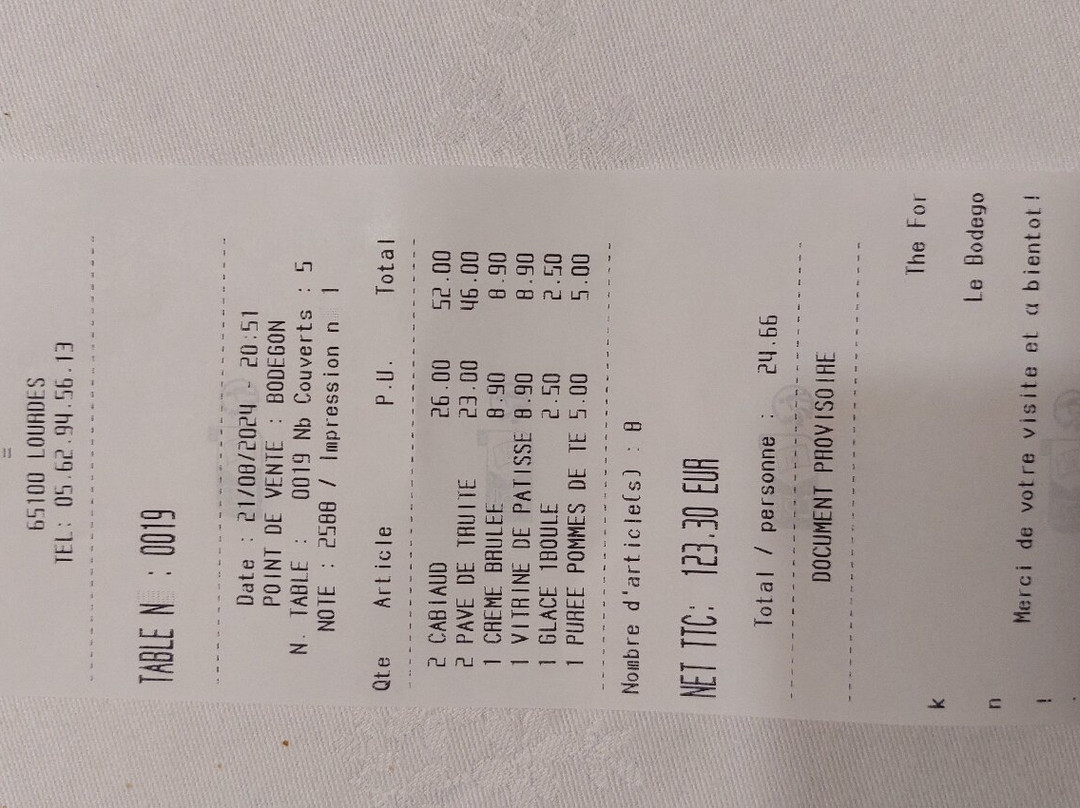 =
65100 LOURDES
TEL: 05.62.94.56.13
TABLE N : 0019
Date : 21/08/2024 - 20:51
POINT DE VENTE : BODEGON
N. TABLE : 0019 Nb Couverts : 5
NOTE : 2588 / Impression n 1
Qte Article P.U. Total
2 CABIAUD 26.00 52.00
2 PAVE DE TRUITE 23.00 46.00
1 CREME BRULEE 8.90 8.90
1 VITRINE DE PATISSE 8.90 8.90
1 GLACE 1BOULE 2.50 2.50
1 PUREE POMMES DE TE 5.00 5.00
Nombre d'article(s) : 8
NET TTC: 123.30 EUR
Total / personne : 24.66
DOCUMENT PROVISOIRE
The For
k
Le Bodego
n
Merci de votre visite et a bientot!
!